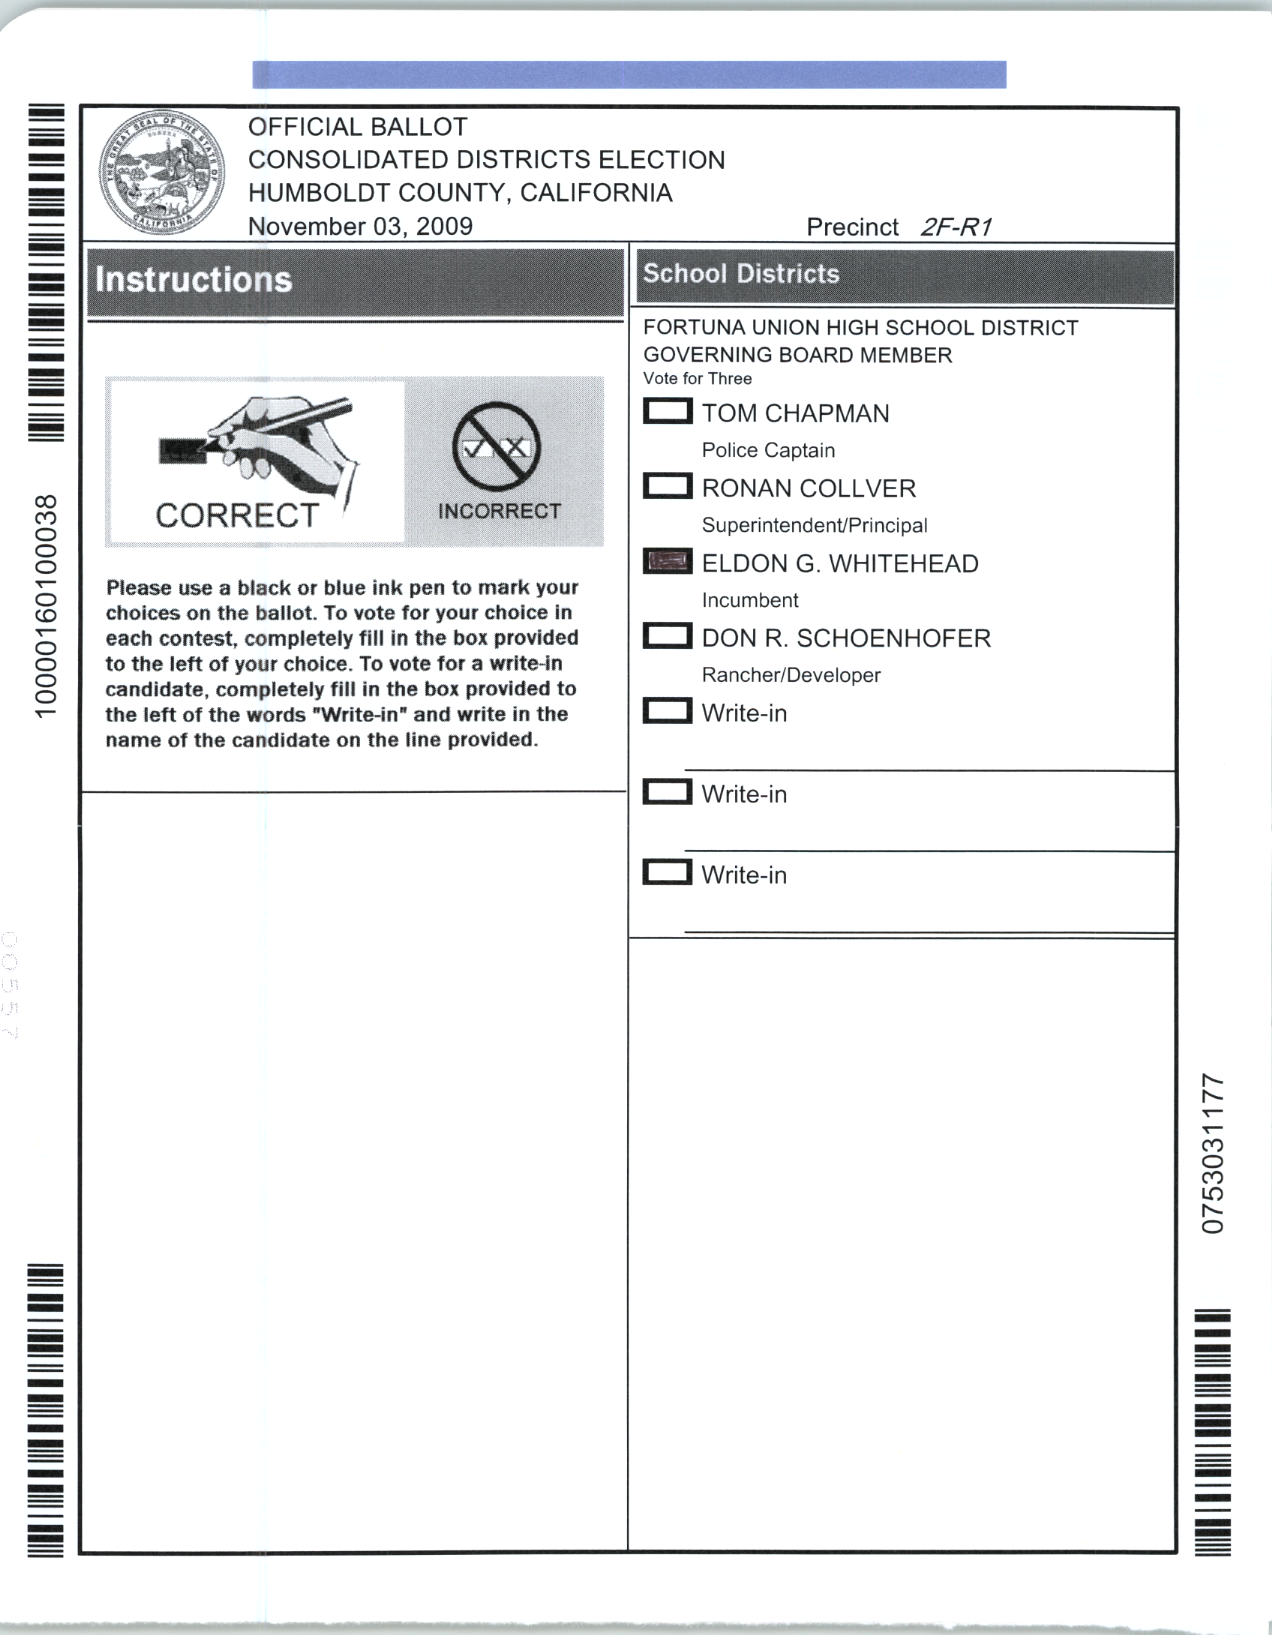 OFFICIAL BALLOT
CONSOLIDATED DISTRICTS ELECTION
HUMBOLDT COUNTY, CALIFORNIA
November 03, 2009 Precinct 2F-R1
THE GREAT SEAL OF THE STATE OF CALIFORNIA
EUREKA
Instructions
CORRECT
INCORRECT
Please use a black or blue ink pen to mark your
choices on the ballot. To vote for your choice in
each contest, completely fill in the box provided
to the left of your choice. To vote for a write-in
candidate, completely fill in the box provided to
the left of the words "Write-in" and write in the
name of the candidate on the line provided.
School Districts
FORTUNA UNION HIGH SCHOOL DISTRICT
GOVERNING BOARD MEMBER
Vote for Three
TOM CHAPMAN
Police Captain
RONAN COLLVER
Superintendent/Principal
ELDON G. WHITEHEAD
Incumbent
DON R. SCHOENHOFER
Rancher/Developer
Write-in
Write-in
Write-in
10000160100038
00557
0753031177